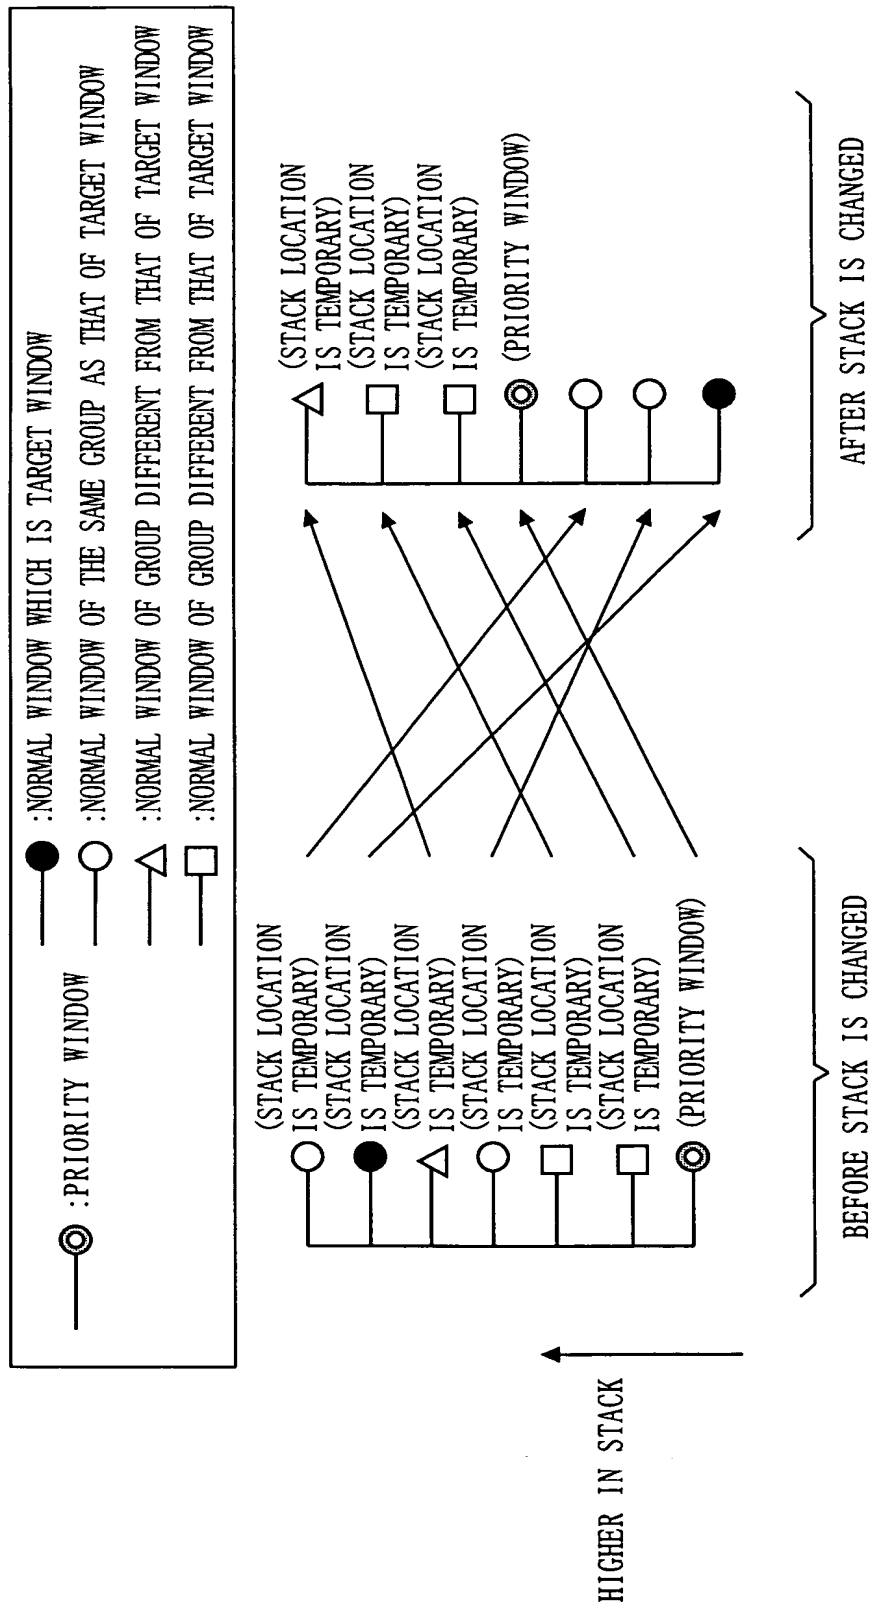 :PRIORITY WINDOW
:NORMAL WINDOW WHICH IS TARGET WINDOW
:NORMAL WINDOW OF THE SAME GROUP AS THAT OF TARGET WINDOW
:NORMAL WINDOW OF GROUP DIFFERENT FROM THAT OF TARGET WINDOW
:NORMAL WINDOW OF GROUP DIFFERENT FROM THAT OF TARGET WINDOW
HIGHER IN STACK
(STACK LOCATION
IS TEMPORARY)
(STACK LOCATION
IS TEMPORARY)
(STACK LOCATION
IS TEMPORARY)
(STACK LOCATION
IS TEMPORARY)
(STACK LOCATION
IS TEMPORARY)
(STACK LOCATION
IS TEMPORARY)
(PRIORITY WINDOW)
BEFORE STACK IS CHANGED
(STACK LOCATION
IS TEMPORARY)
(STACK LOCATION
IS TEMPORARY)
(STACK LOCATION
IS TEMPORARY)
(PRIORITY WINDOW)
AFTER STACK IS CHANGED